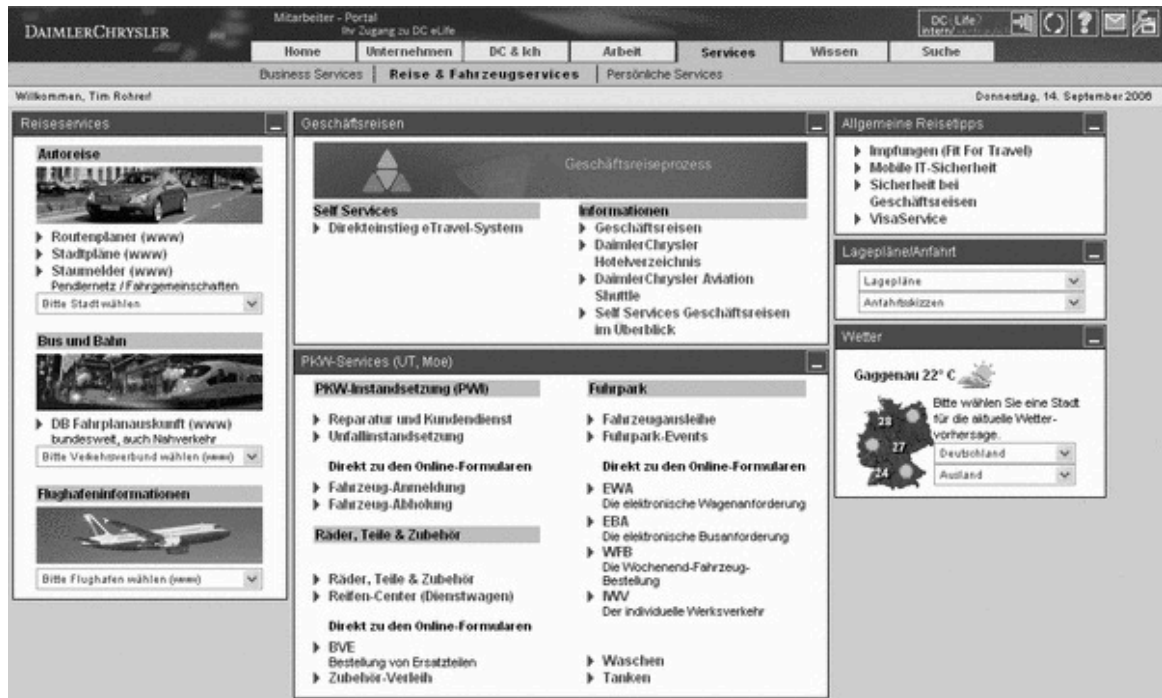 DAIMLERCHRYSLER
Mitarbeiter - Portal
Ihr Zugang zu DC eLife
DC eLife
intern/
Home
Unternehmen
DC & Ich
Arbeit
Services
Wissen
Suche
Business Services
Reise & Fahrzeugservices
Persönliche Services
Willkommen, Tim Rohrer!
Donnerstag, 14. September 2006
Reiseservices
Autoreise
Routenplaner (www)
Stadtpläne (www)
Staumelder (www)
Pendlernetz / Fahrgemeinschaften
Bitte Stadt wählen
Bus und Bahn
DB Fahrplanauskunft (www)
bundesweit, auch Nahverkehr
Bitte Verkehsverbund wählen (www)
Flughafeninformationen
Bitte Flughafen wählen (www)
Geschäftsreisen
Geschäftsreiseprozess
Self Services
Direkteinstieg eTravel-System
Informationen
Geschäftsreisen
DaimlerChrysler
Hotelverzeichnis
DaimlerChrysler Aviation
Shuttle
Self Services Geschäftsreisen
im Überblick
PKW-Services (UT, Moe)
PKW-Instandsetzung (PWI)
Reparatur und Kundendienst
Unfallinstandsetzung
Direkt zu den Online-Formularen
Fahrzeug-Anmeldung
Fahrzeug-Abholung
Räder, Teile & Zubehör
Räder, Teile & Zubehör
Reifen-Center (Dienstwagen)
Direkt zu den Online-Formularen
BVE
Bestellung von Ersatzteilen
Zubehör-Verleih
Fuhrpark
Fahrzeugausleihe
Fuhrpark-Events
Direkt zu den Online-Formularen
EWA
Die elektronische Wagenanforderung
EBA
Die elektronische Busanforderung
WFB
Die Wochenend-Fahrzeug-
Bestellung
IWV
Der individuelle Werksverkehr
Waschen
Tanken
Allgemeine Reisetipps
Impfungen (Fit For Travel)
Mobile IT-Sicherheit
Sicherheit bei
Geschäftsreisen
VisaService
Lagepläne/Anfahrt
Lagepläne
Anfahrtsskizzen
Wetter
Gaggenau 22° C
Bitte wählen Sie eine Stadt
für die aktuelle Wetter-
vorhersage.
Deutschland
Ausland
28
27
24